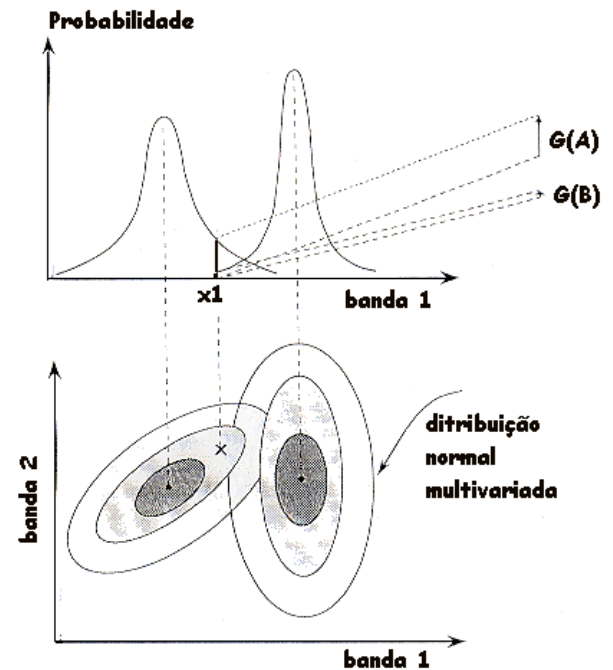 Probabilidade
G(A)
G(B)
x1
banda 1
banda 2
ditribuição
normal
multivariada
banda 1